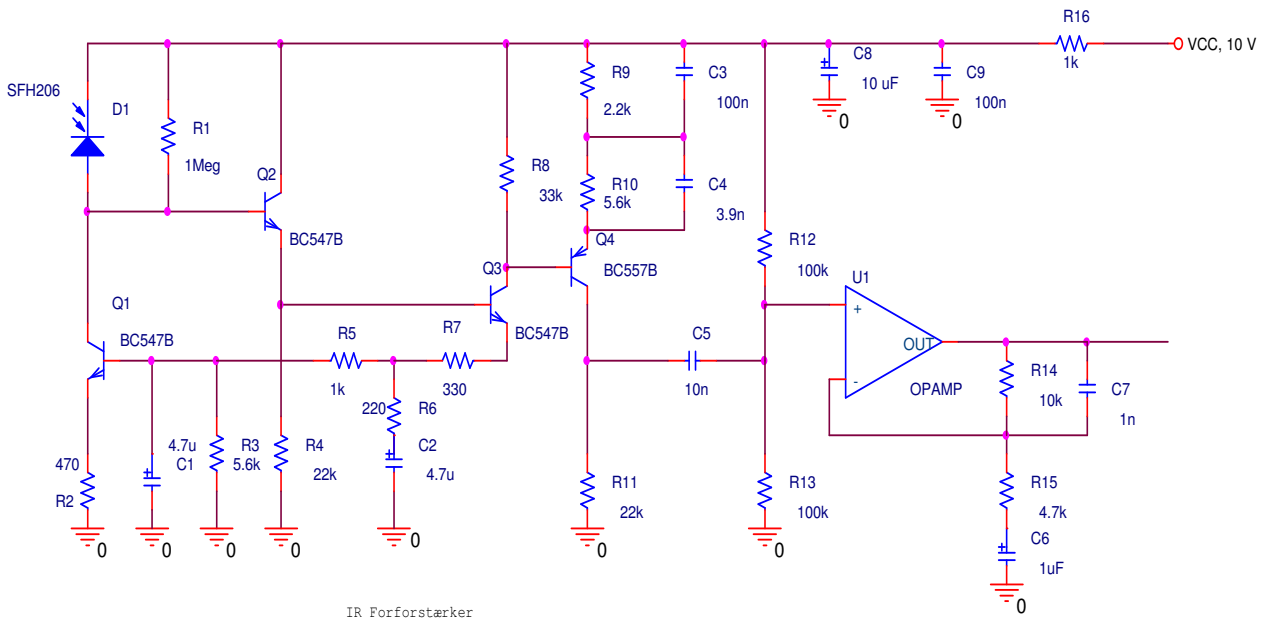 R16
VCC, 10 V
1k
C8
10 uF
0
C9
100n
0
R9
2.2k
C3
100n
SFH206
D1
R1
1Meg
R8
33k
R10
5.6k
C4
3.9n
Q2
BC547B
Q4
BC557B
R12
100k
U1
+
OUT
-
OPAMP
Q3
BC547B
Q1
BC547B
R5
1k
R7
330
C5
10n
R14
10k
C7
1n
220
R6
4.7u
C1
R3
5.6k
R4
22k
C2
4.7u
470
R2
R11
22k
R13
100k
R15
4.7k
C6
1uF
0
0
0
0
0
0
0
0
IR Forforstærker